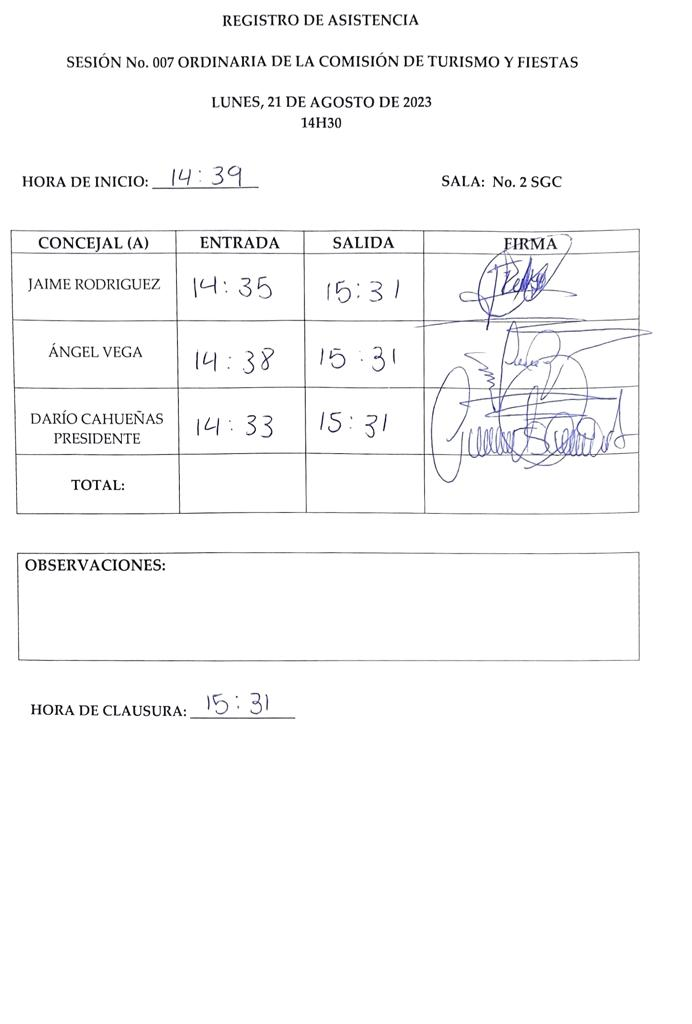 REGISTRO DE ASISTENCIA
SESIÓN No. 007 ORDINARIA DE LA COMISIÓN DE TURISMO Y FIESTAS
LUNES, 21 DE AGOSTO DE 2023
14H30
HORA DE INICIO: 14:39 SALA: No. 2 SGC
CONCEJAL (A) ENTRADA SALIDA FIRMA
JAIME RODRIGUEZ 14:35 15:31
ÁNGEL VEGA 14:38 15:31
DARÍO CAHUEÑAS
PRESIDENTE 14:33 15:31
TOTAL:
OBSERVACIONES:
HORA DE CLAUSURA: 15:31